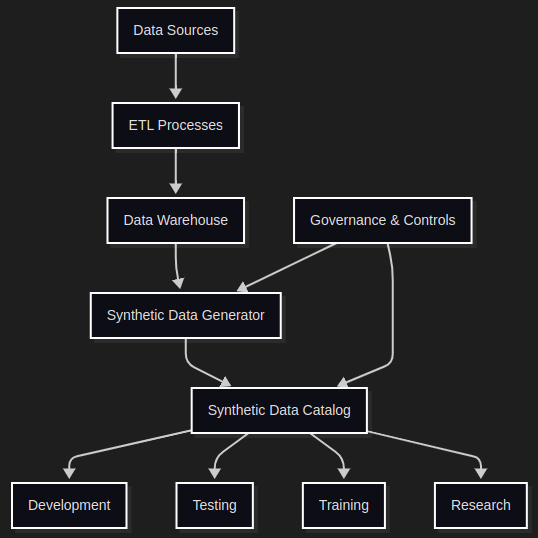 Data Sources
ETL Processes
Data Warehouse
Governance & Controls
Synthetic Data Generator
Synthetic Data Catalog
Development
Testing
Training
Research